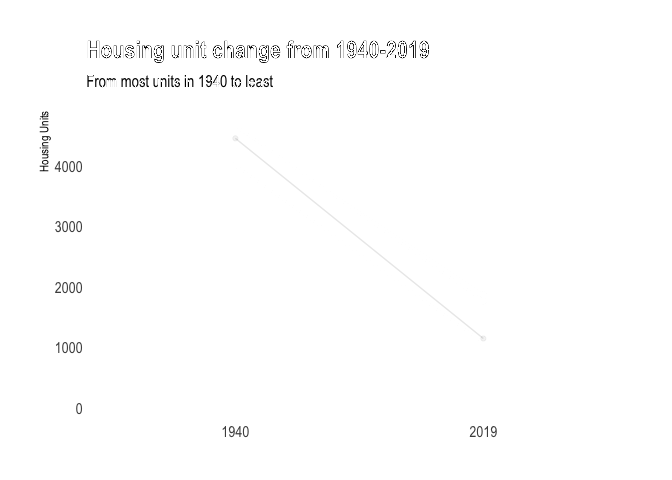 Housing unit change from 1940-2019
From most units in 1940 to least
Housing Units
4000
3000
2000
1000
0
1940
2019